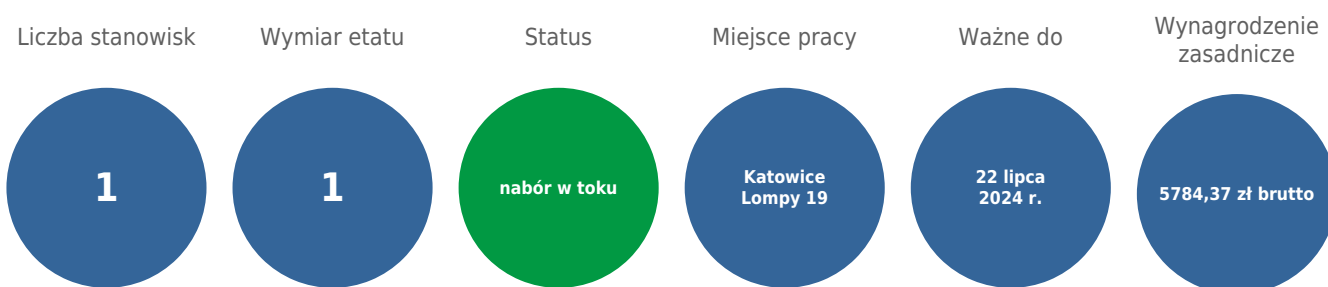 Liczba stanowisk
1
Wymiar etatu
1
Status
nabór w toku
Miejsce pracy
Katowice
Lompy 19
Ważne do
22 lipca
2024 r.
Wynagrodzenie
zasadnicze
5784,37 zł brutto